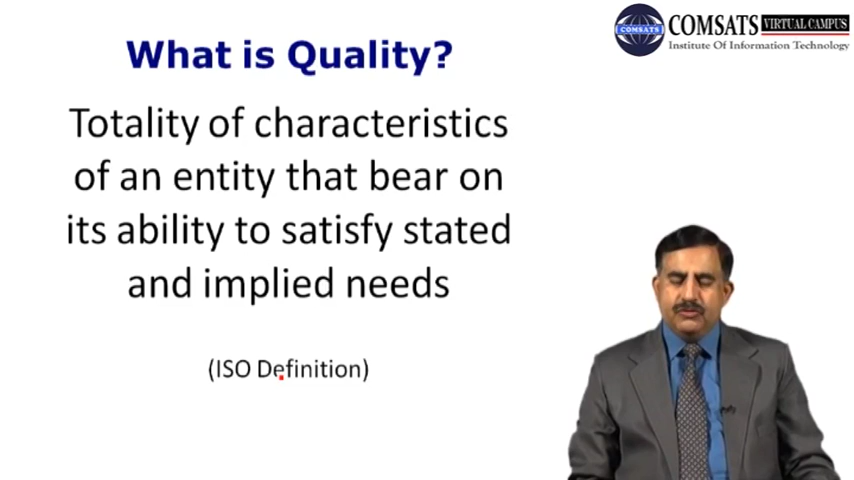 COMSATS VIRTUAL CAMPUS
COMSATS
Institute Of Information Technology
What is Quality?
Totality of characteristics
of an entity that bear on
its ability to satisfy stated
and implied needs
(ISO Definition)